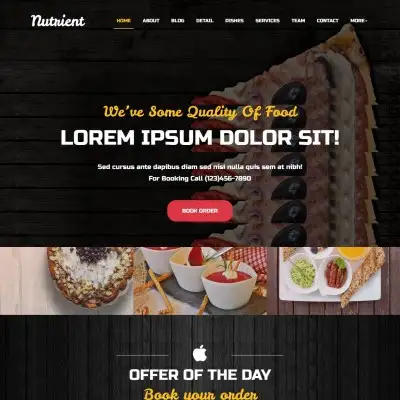 Nutrient
HOME ABOUT BLOG DETAIL DISHES SERVICES TEAM CONTACT MORE
We've Some Quality Of Food
LOREM IPSUM DOLOR SIT!
Sed cursus ante dapibus diam sed nisi nulla quis sem at nibh!
For Booking Call (123)456-7890
BOOK ORDER
OFFER OF THE DAY
Book your order